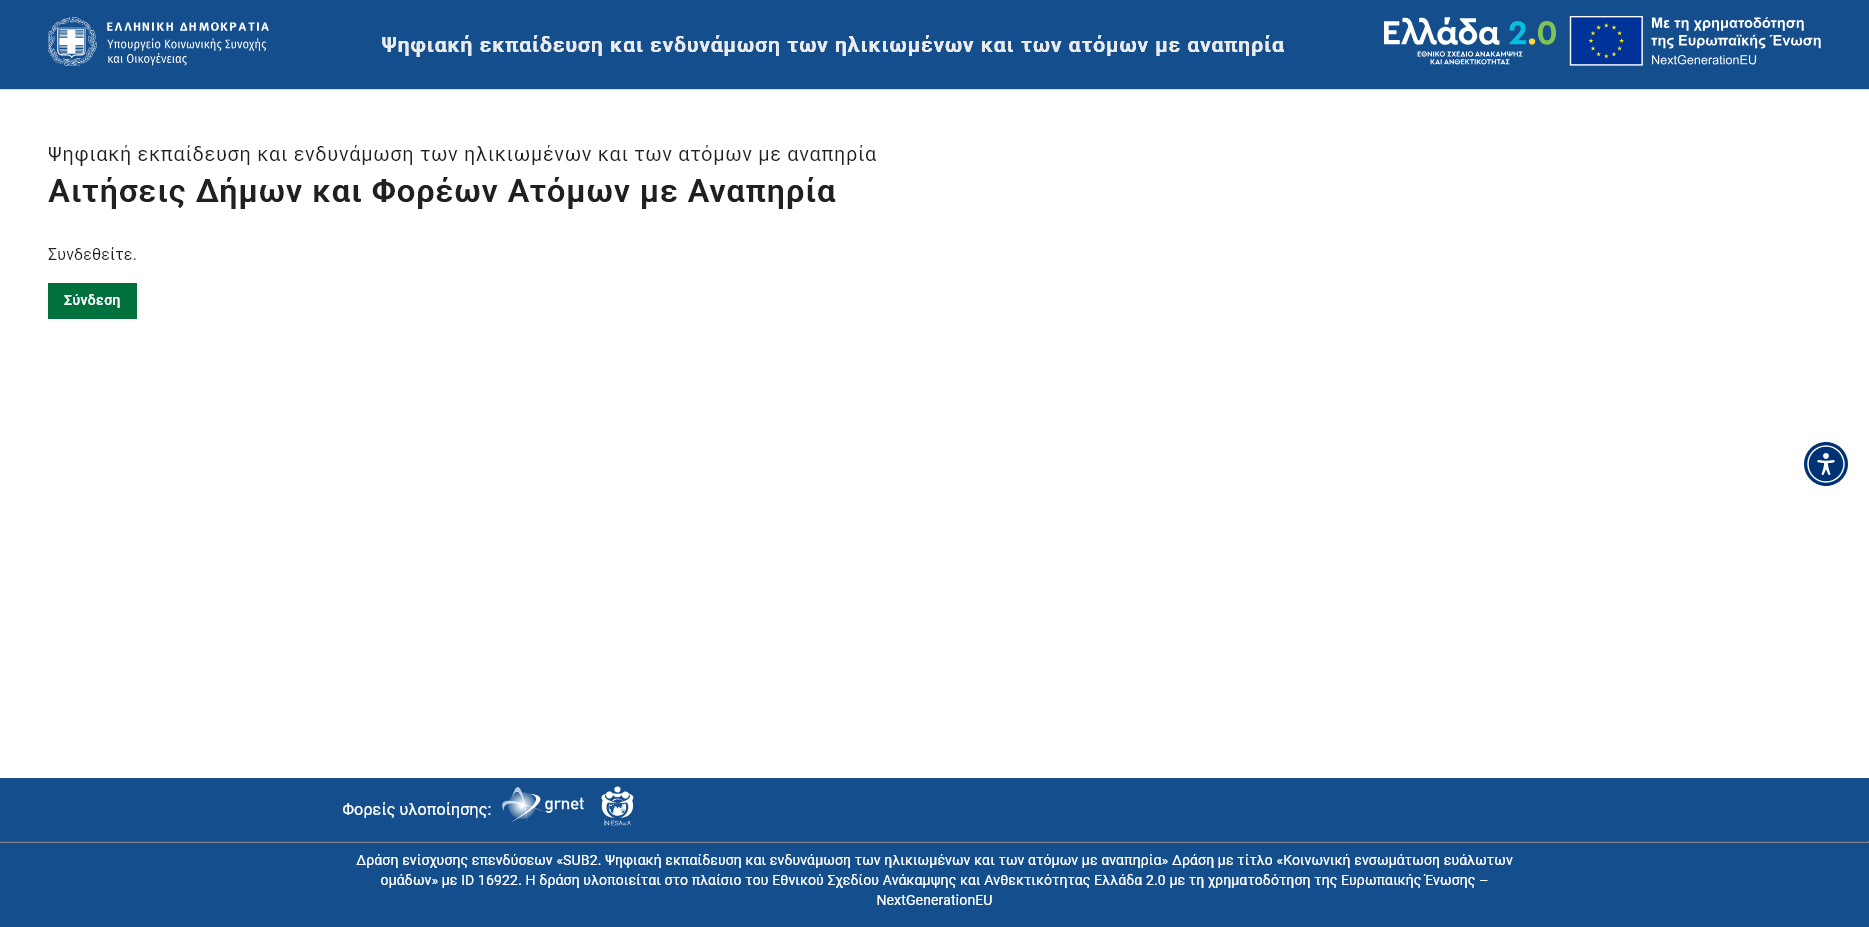 ΕΛΛΗΝΙΚΗ ΔΗΜΟΚΡΑΤΙΑ
Υπουργείο Κοινωνικής Συνοχής
και Οικογένειας
Ψηφιακή εκπαίδευση και ενδυνάμωση των ηλικιωμένων και των ατόμων με αναπηρία
Ελλάδα 2.0
ΕΘΝΙΚΟ ΣΧΕΔΙΟ ΑΝΑΚΑΜΨΗΣ
ΚΑΙ ΑΝΘΕΚΤΙΚΟΤΗΤΑΣ
Με τη χρηματοδότηση
της Ευρωπαϊκής Ένωση
NextGenerationEU
Ψηφιακή εκπαίδευση και ενδυνάμωση των ηλικιωμένων και των ατόμων με αναπηρία
Αιτήσεις Δήμων και Φορέων Ατόμων με Αναπηρία
Συνδεθείτε.
Σύνδεση
Φορείς υλοποίησης:
grnet
Δράση ενίσχυσης επενδύσεων «SUB2. Ψηφιακή εκπαίδευση και ενδυνάμωση των ηλικιωμένων και των ατόμων με αναπηρία» Δράση με τίτλο «Κοινωνική ενσωμάτωση ευάλωτων
ομάδων» με ID 16922. Η δράση υλοποιείται στο πλαίσιο του Εθνικού Σχεδίου Ανάκαμψης και Ανθεκτικότητας Ελλάδα 2.0 με τη χρηματοδότηση της Ευρωπαικής Ένωσης –
NextGenerationEU